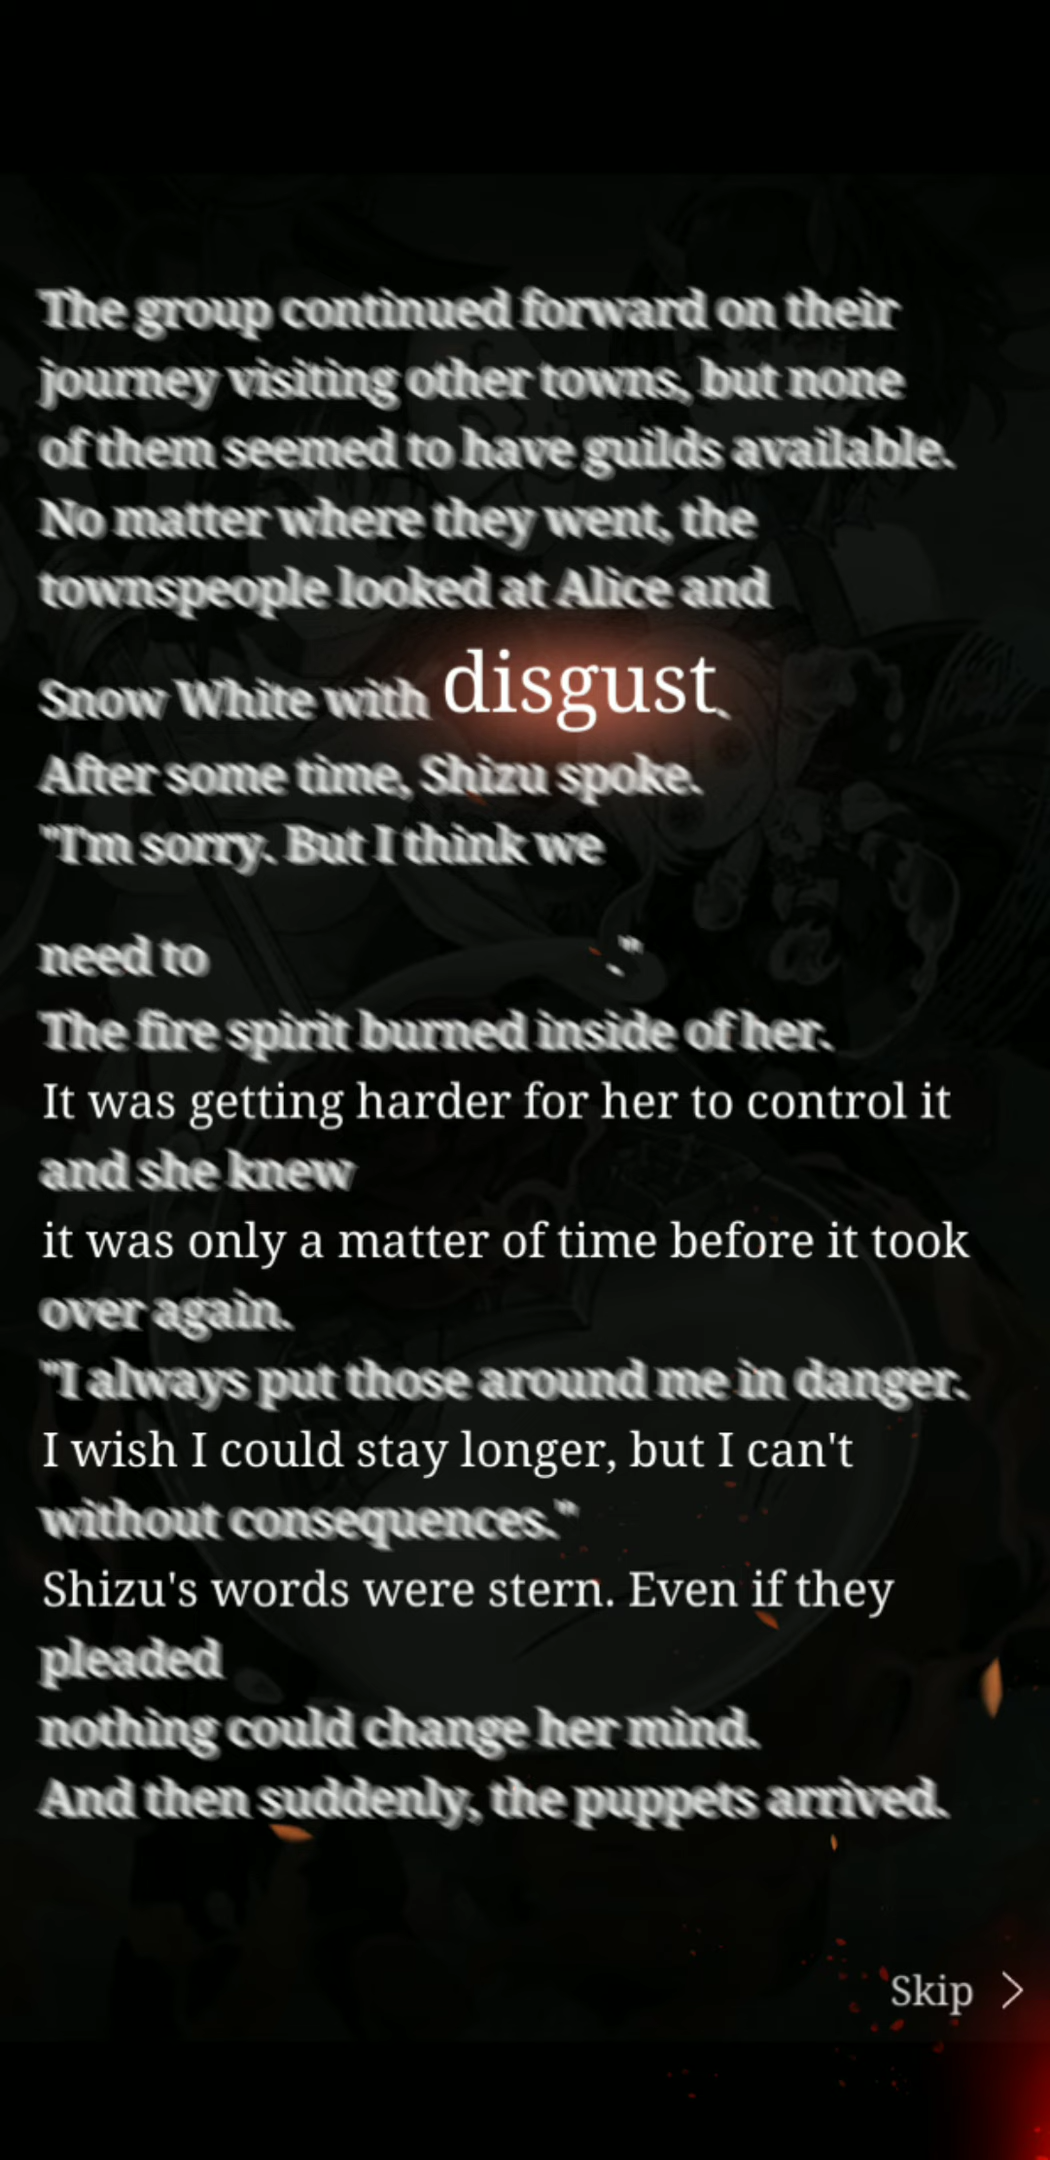 The group continued forward on their
journey visiting other towns, but none
of them seemed to have guilds available.
No matter where they went, the
townspeople looked at Alice and
Snow White with disgust.
After some time, Shizu spoke.
"I'm sorry. But I think we
need to ."
The fire spirit burned inside of her.
It was getting harder for her to control it
and she knew
it was only a matter of time before it took
over again.
"I always put those around me in danger.
I wish I could stay longer, but I can't
without consequences."
Shizu's words were stern. Even if they
pleaded
nothing could change her mind.
And then suddenly, the puppets arrived.
Skip >